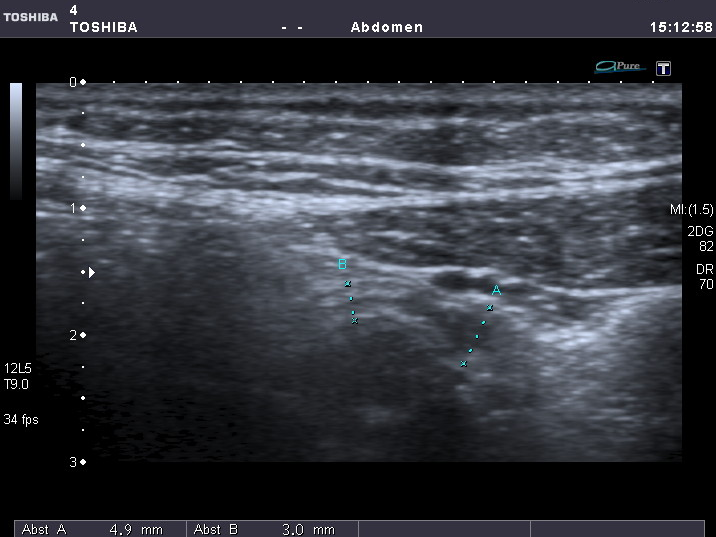 TOSHIBA
4
TOSHIBA - - Abdomen 15:12:58
aPure T
0
1
2
3
B
A
MI:(1.5)
2DG
82
DR
70
12L5
T9.0
34 fps
Abst A 4.9 mm Abst B 3.0 mm